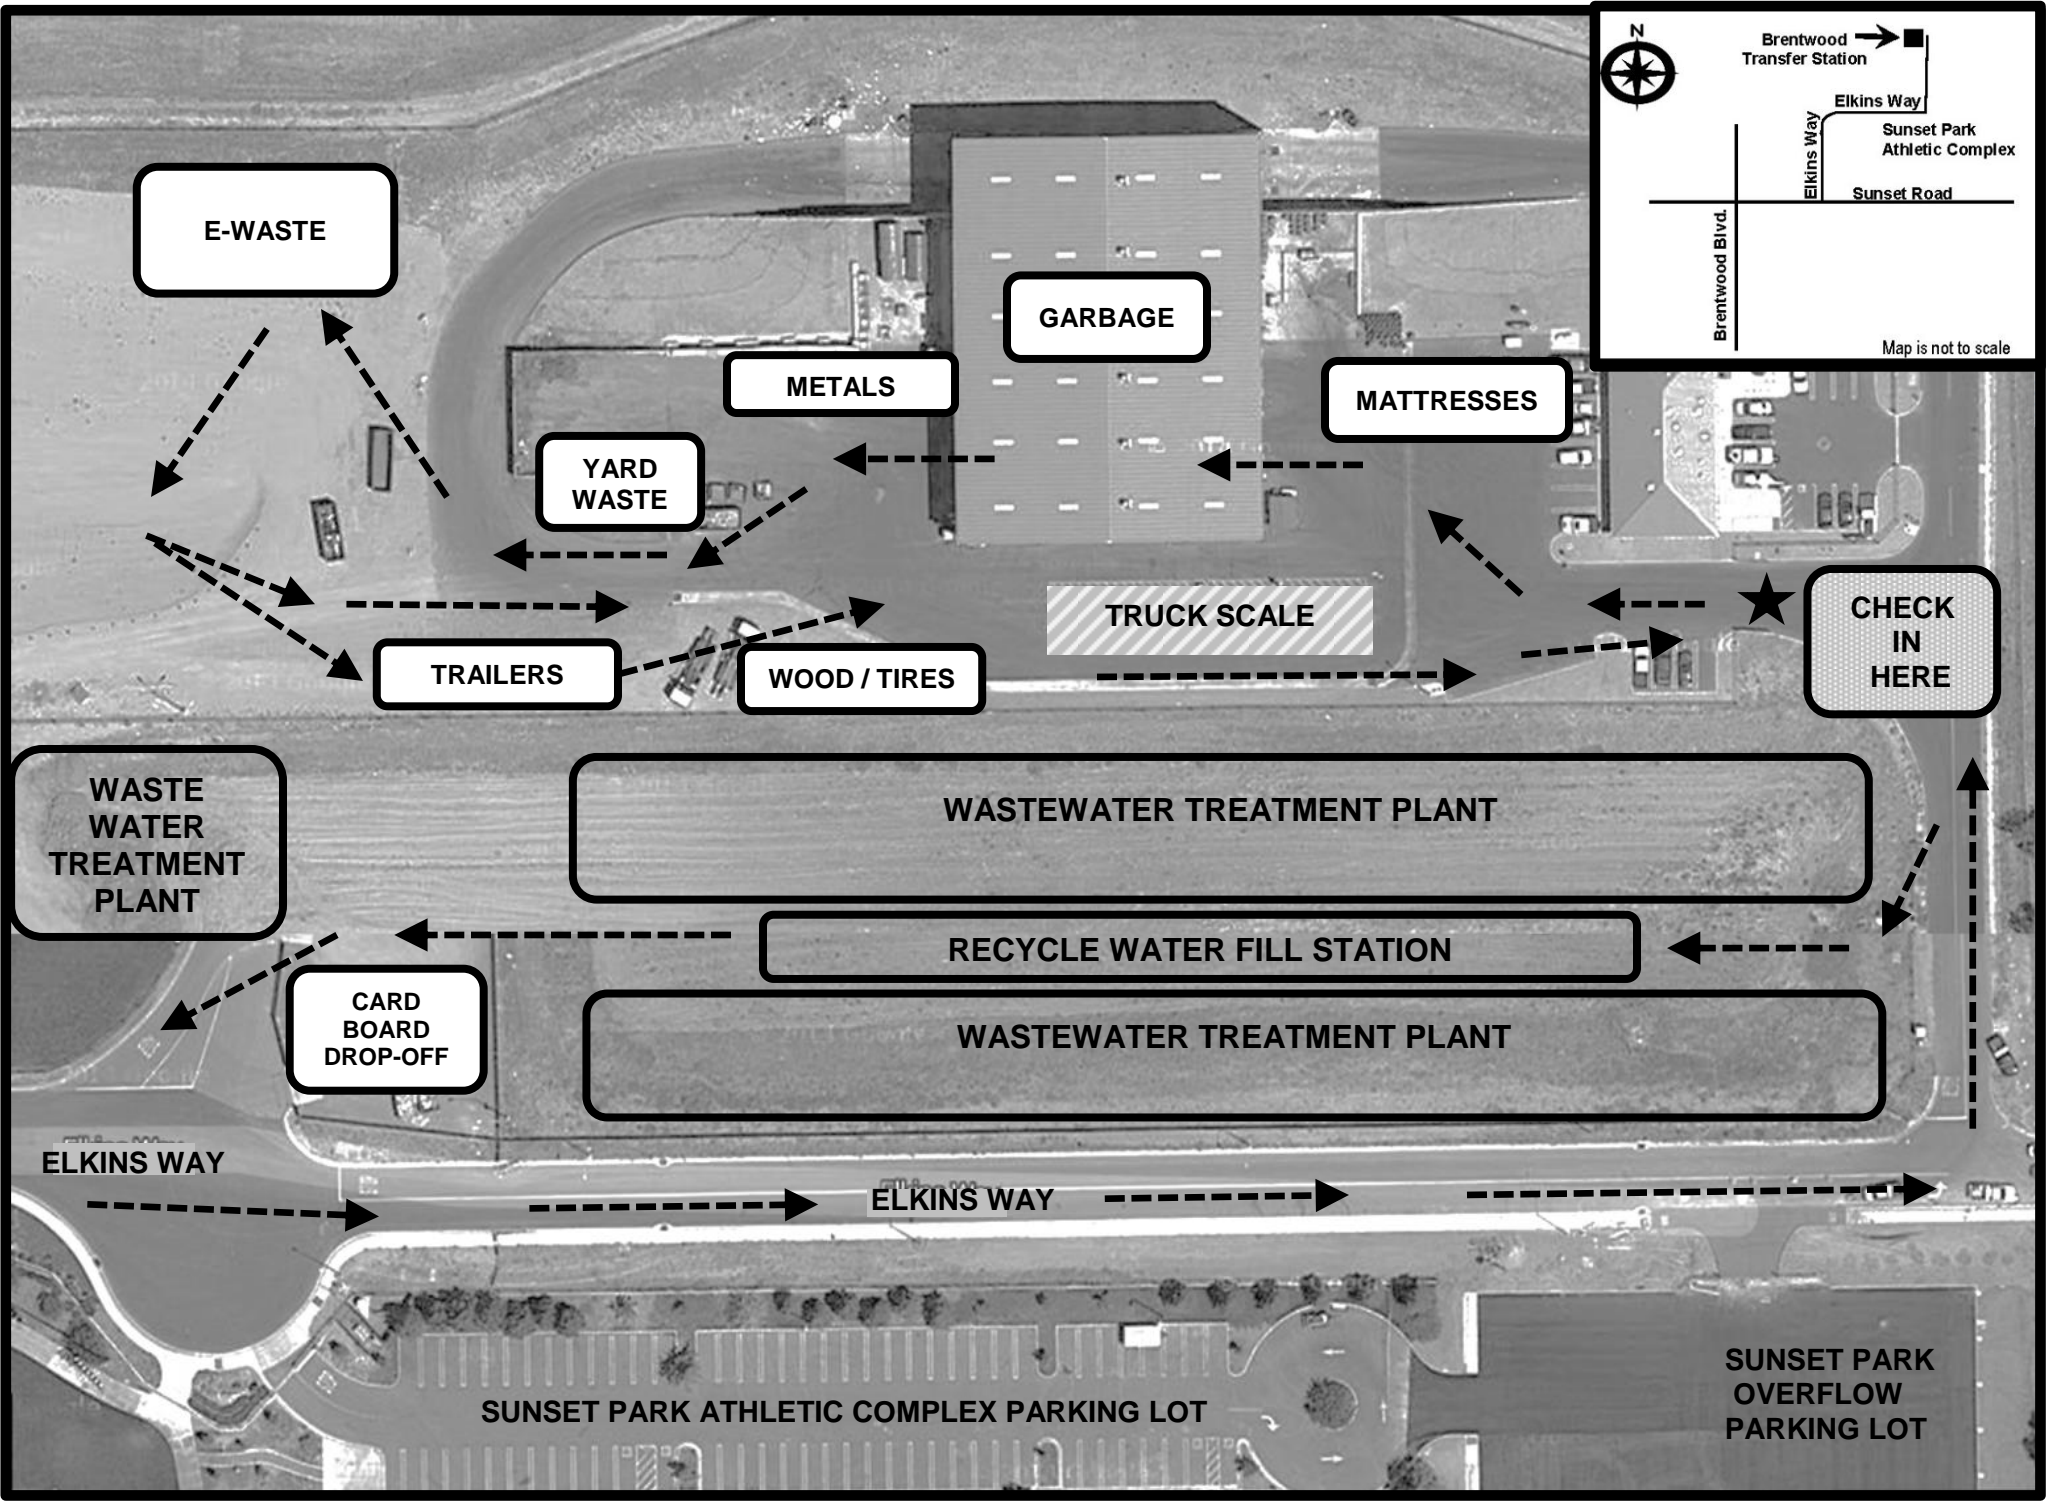 N
Brentwood
Transfer Station
Elkins Way
Elkins Way
Sunset Park
Athletic Complex
Sunset Road
Brentwood Blvd.
Map is not to scale
E-WASTE
GARBAGE
METALS
MATTRESSES
YARD
WASTE
TRUCK SCALE
CHECK
IN
HERE
TRAILERS
WOOD / TIRES
WASTE
WATER
TREATMENT
PLANT
WASTEWATER TREATMENT PLANT
RECYCLE WATER FILL STATION
CARD
BOARD
DROP-OFF
WASTEWATER TREATMENT PLANT
ELKINS WAY
ELKINS WAY
SUNSET PARK ATHLETIC COMPLEX PARKING LOT
SUNSET PARK
OVERFLOW
PARKING LOT